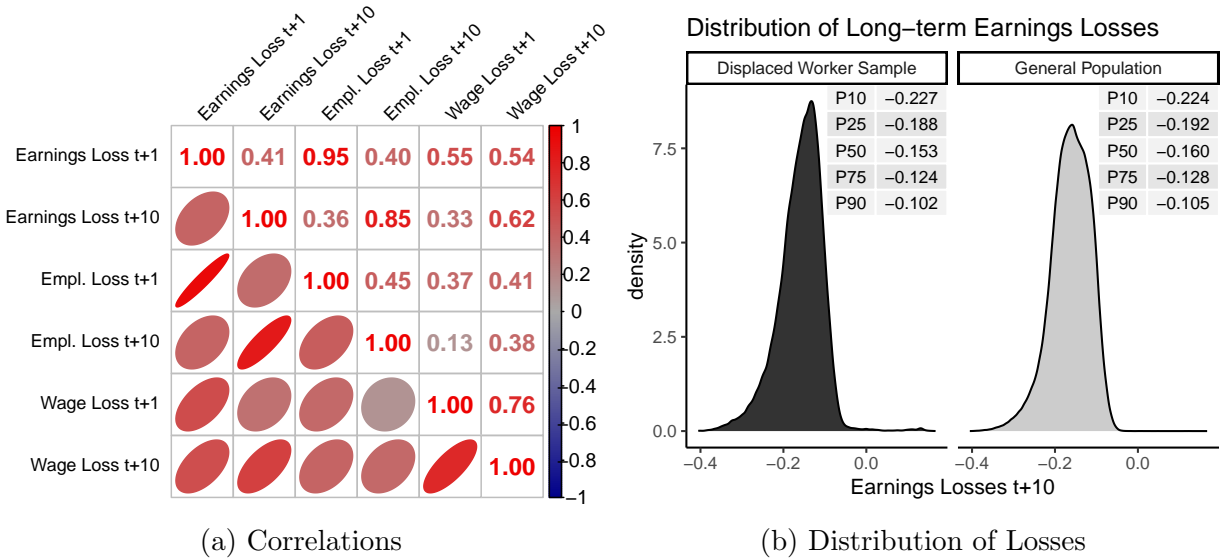 Earnings Loss t+1
Earnings Loss t+10
Empl. Loss t+1
Empl. Loss t+10
Wage Loss t+1
Wage Loss t+10
Earnings Loss t+1 1.00 0.41 0.95 0.40 0.55 0.54
Earnings Loss t+10 1.00 0.36 0.85 0.33 0.62
Empl. Loss t+1 1.00 0.45 0.37 0.41
Empl. Loss t+10 1.00 0.13 0.38
Wage Loss t+1 1.00 0.76
Wage Loss t+10 1.00
1
0.8
0.6
0.4
0.2
0
−0.2
−0.4
−0.6
−0.8
−1
(a) Correlations
Distribution of Long−term Earnings Losses
Displaced Worker Sample
P10 −0.227
P25 −0.188
P50 −0.153
P75 −0.124
P90 −0.102
General Population
P10 −0.224
P25 −0.192
P50 −0.160
P75 −0.128
P90 −0.105
density
7.5
5.0
2.5
0.0
−0.4 −0.2 0.0
−0.4 −0.2 0.0
Earnings Losses t+10
(b) Distribution of Losses